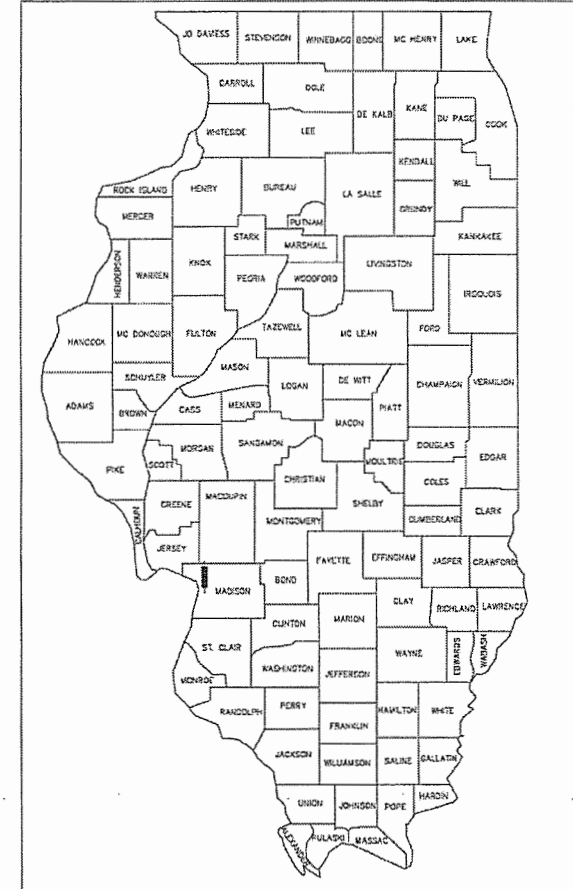 JO DAVIESS STEVENSON WINNEBAGO BOONE MC HENRY LAKE
CARROLL OGLE DE KALB KANE DU PAGE COOK
WHITESIDE LEE KENDALL WILL
ROCK ISLAND HENRY BUREAU LA SALLE GRUNDY
MERCER PUTNAM KANKAKEE
HENDERSON WARREN KNOX STARK MARSHALL LIVINGSTON
PEORIA WOODFORD IROQUOIS
HANCOCK MC DONOUGH FULTON TAZEWELL MC LEAN FORD
MASON
SCHUYLER LOGAN DE WITT CHAMPAIGN VERMILION
ADAMS BROWN CASS MENARD MACON PIATT
MORGAN SANGAMON DOUGLAS EDGAR
PIKE SCOTT CHRISTIAN MOULTRIE COLES
CALHOUN GREENE MACOUPIN SHELBY CLARK
MONTGOMERY CUMBERLAND
JERSEY FAYETTE EFFINGHAM JASPER CRAWFORD
MADISON BOND CLAY
CLINTON MARION RICHLAND LAWRENCE
ST. CLAIR WAYNE EDWARDS WABASH
WASHINGTON JEFFERSON
MONROE
RANDOLPH PERRY HAMILTON WHITE
FRANKLIN
JACKSON WILLIAMSON SALINE GALLATIN
UNION JOHNSON POPE HARDIN
ALEXANDER PULASKI MASSAC